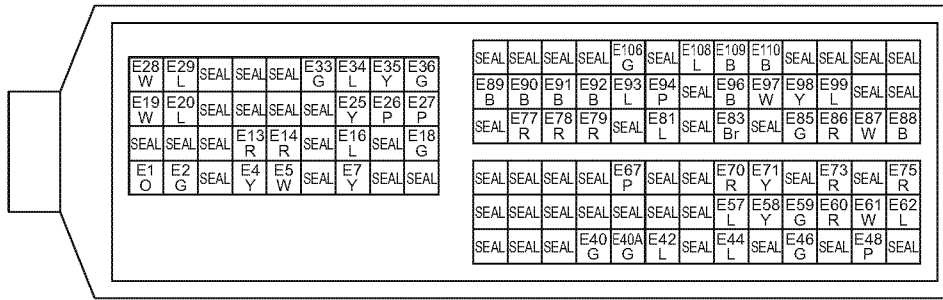 E28 W E29 L SEAL SEAL SEAL E33 G E34 L E35 Y E36 G
E19 W E20 L SEAL SEAL SEAL SEAL E25 Y E26 P E27 P
SEAL SEAL SEAL E13 R E14 R SEAL E16 L SEAL E18 G
E1 O E2 G SEAL E4 Y E5 W SEAL E7 Y SEAL SEAL
SEAL SEAL SEAL SEAL E106 G SEAL E108 L E109 B E110 B SEAL SEAL SEAL SEAL
E89 B E90 B E91 B E92 B E93 L E94 P SEAL E96 B E97 W E98 Y E99 L SEAL SEAL
SEAL E77 R E78 R E79 R SEAL E81 L SEAL E83 Br SEAL E85 G E86 R E87 W E88 B
SEAL SEAL SEAL SEAL E67 P SEAL SEAL E70 R E71 Y SEAL E73 R SEAL E75 R
SEAL SEAL SEAL SEAL SEAL SEAL SEAL E57 L E58 Y E59 G E60 R E61 W E62 L
SEAL SEAL SEAL E40 G E40A G E42 L SEAL E44 L SEAL E46 G SEAL E48 P SEAL